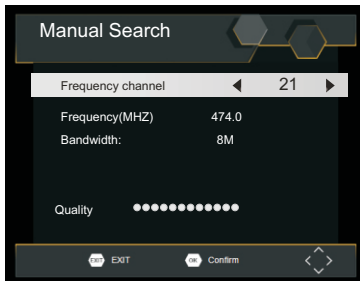 Manual Search
Frequency channel 21
Frequency(MHZ) 474.0
Bandwidth: 8M
Quality
EXIT EXIT OK Confirm